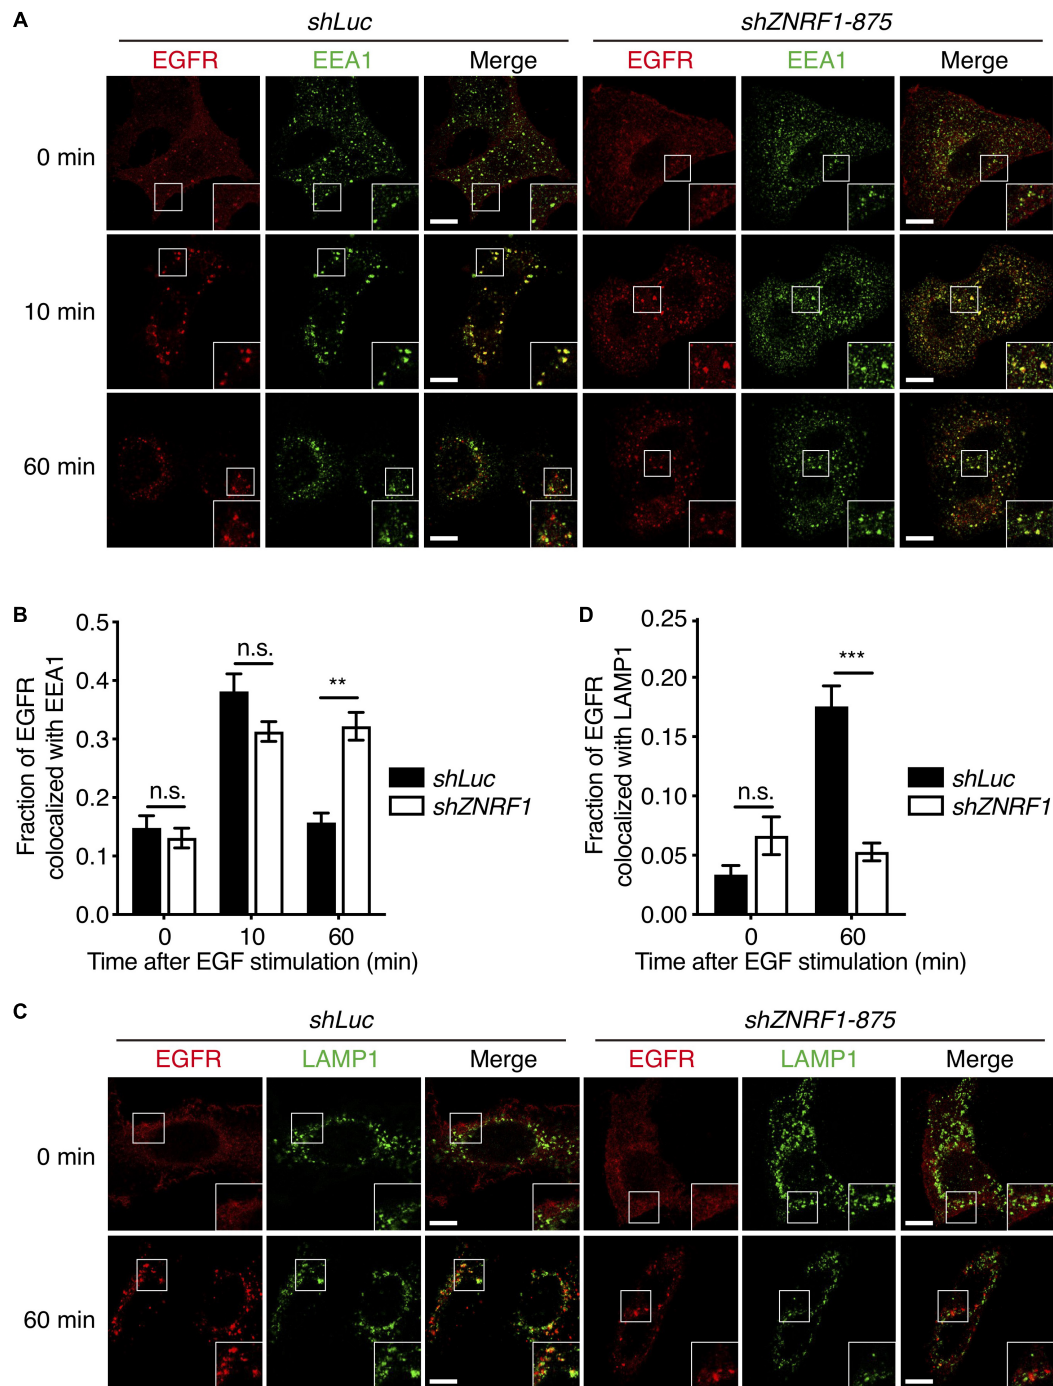 A
shLuc shZNRF1-875
EGFR EEA1 Merge EGFR EEA1 Merge
0 min
10 min
60 min
B
Fraction of EGFR
colocalized with EEA1
0.5
0.4
0.3
0.2
0.1
0.0
n.s.
n.s.
**
0 10 60
Time after EGF stimulation (min)
shLuc
shZNRF1
D
Fraction of EGFR
colocalized with LAMP1
0.25
0.20
0.15
0.10
0.05
0.00
n.s.
***
0 60
Time after EGF stimulation (min)
shLuc
shZNRF1
C
shLuc shZNRF1-875
EGFR LAMP1 Merge EGFR LAMP1 Merge
0 min
60 min